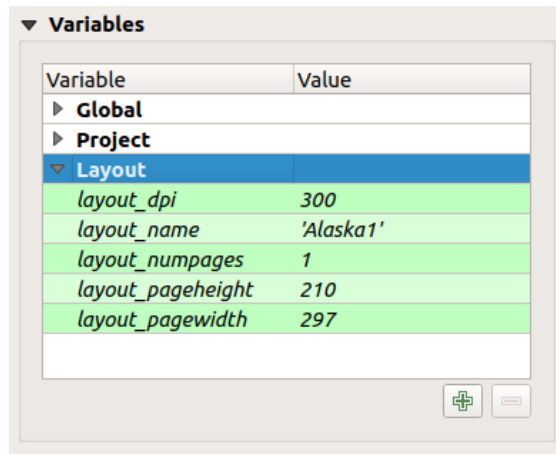 Variables
Variable Value
Global
Project
Layout
layout_dpi 300
layout_name 'Alaska1'
layout_numpages 1
layout_pageheight 210
layout_pagewidth 297